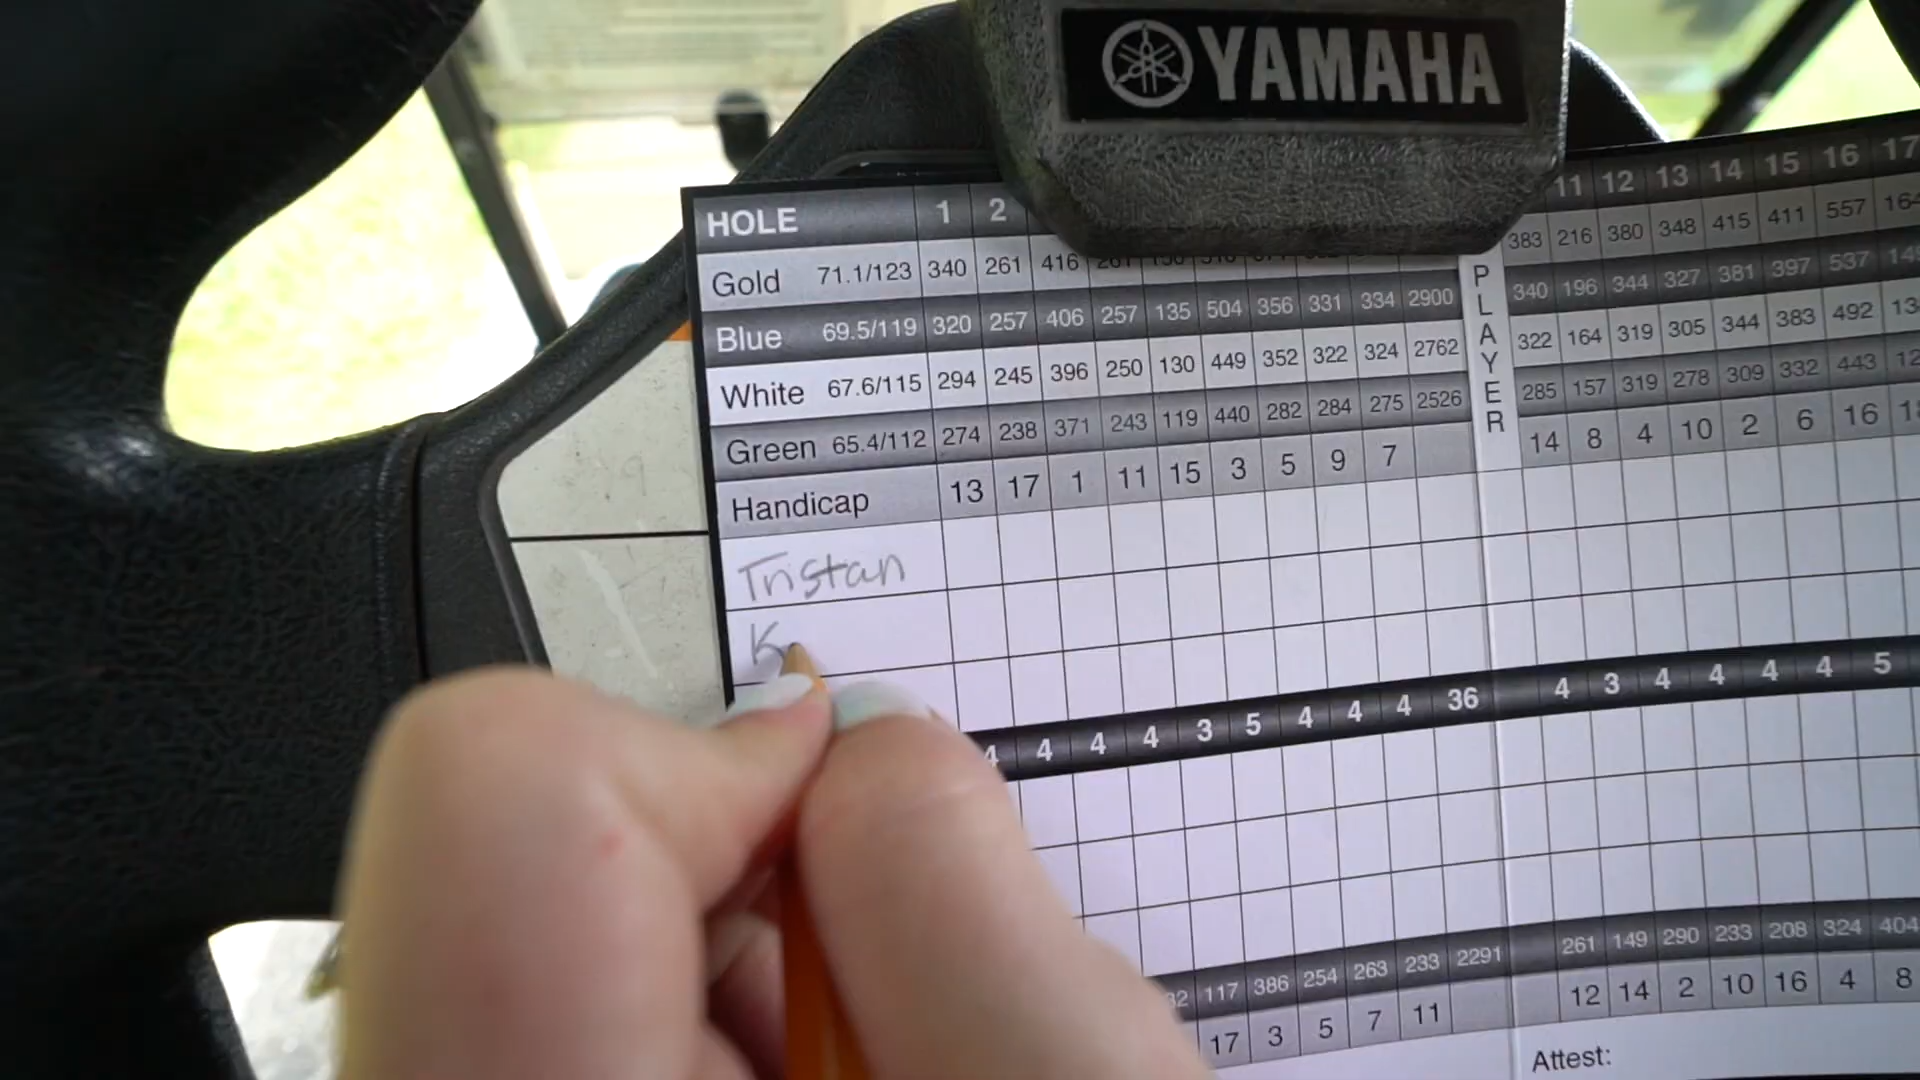 YAMAHA
HOLE 1 2 11 12 13 14 15 16 17
Gold 71.1/123 340 261 416 383 216 380 348 415 411 557 164
Blue 69.5/119 320 257 406 257 135 504 356 331 334 2900 340 196 344 327 381 397 537
White 67.6/115 294 245 396 250 130 449 352 322 324 2762 322 164 319 305 344 383 492
Green 65.4/112 274 238 371 243 119 440 282 284 275 2526 285 157 319 278 309 332 443
Handicap 13 17 1 11 15 3 5 9 7 14 8 4 10 2 6 16
PLAYER
Tristan
K
4 4 4 4 3 5 4 4 4 36 4 3 4 4 4 4 5
117 386 254 263 233 2291 261 149 290 233 208 324 404
17 3 5 7 11 12 14 2 10 16 4 8
Attest: